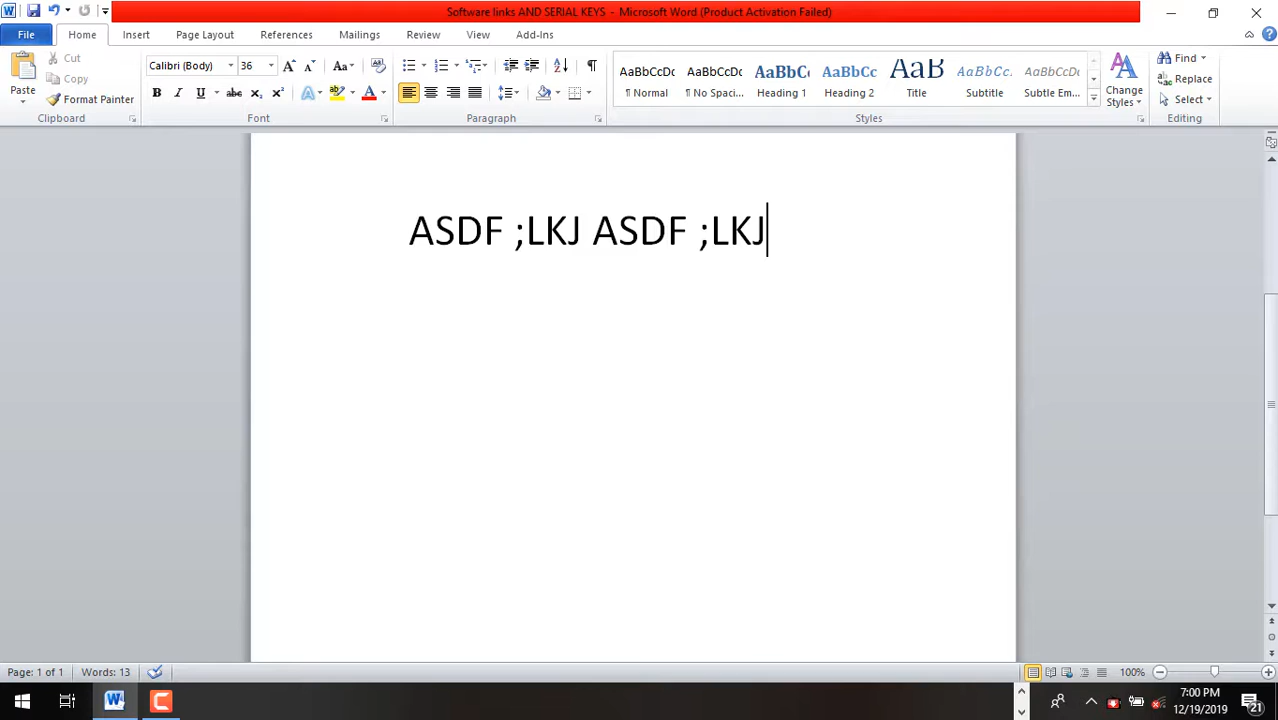 Software links AND SERIAL KEYS - Microsoft Word (Product Activation Failed)
File Home Insert Page Layout References Mailings Review View Add-Ins
Paste
Cut
Copy
Format Painter
Clipboard
Calibri (Body) 36
Font
Paragraph
AaBbCcDc AaBbCcDc AaBbC AaBbCc AaB AaBbCc. AaBbCcDc
¶ Normal ¶ No Spaci... Heading 1 Heading 2 Title Subtitle Subtle Em...
Styles
Change Styles
Find
Replace
Select
Editing
ASDF ;LKJ ASDF ;LKJ
Page: 1 of 1 Words: 13 100%
7:00 PM
12/19/2019
21